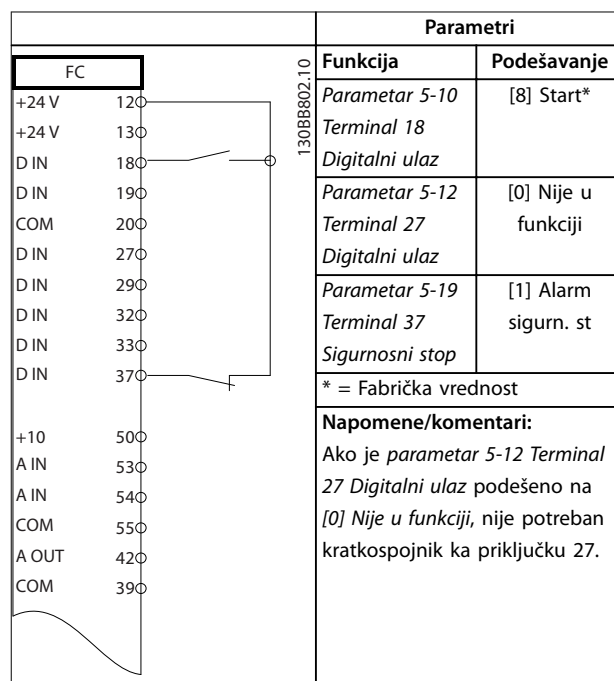 FC
+24 V 12
+24 V 13
D IN 18
D IN 19
COM 20
D IN 27
D IN 29
D IN 32
D IN 33
D IN 37
+10 50
A IN 53
A IN 54
COM 55
A OUT 42
COM 39
130BB802.10
Parametri
Funkcija Podešavanje
Parametar 5-10 [8] Start*
Terminal 18
Digitalni ulaz
Parametar 5-12 [0] Nije u
Terminal 27 funkciji
Digitalni ulaz
Parametar 5-19 [1] Alarm
Terminal 37 sigurn. st
Sigurnosni stop
* = Fabrička vrednost
Napomene/komentari:
Ako je parametar 5-12 Terminal
27 Digitalni ulaz podešeno na
[0] Nije u funkciji, nije potreban
kratkospojnik ka priključku 27.